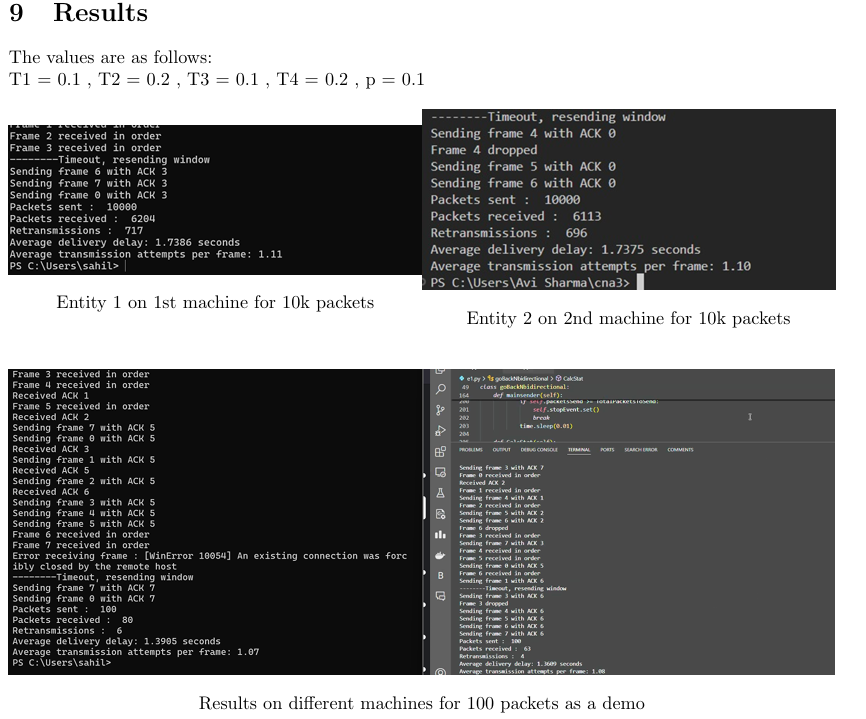 9 Results
The values are as follows:
T1 = 0.1 , T2 = 0.2 , T3 = 0.1 , T4 = 0.2 , p = 0.1
Frame 1 received in order
Frame 2 received in order
Frame 3 received in order
--------Timeout, resending window
Sending frame 6 with ACK 3
Sending frame 7 with ACK 3
Sending frame 0 with ACK 3
Packets sent :  10000
Packets received :  6204
Retransmissions :  717
Average delivery delay: 1.7386 seconds
Average transmission attempts per frame: 1.11
PS C:\Users\sahil>
Entity 1 on 1st machine for 10k packets
--------Timeout, resending window
Sending frame 4 with ACK 0
Frame 4 dropped
Sending frame 5 with ACK 0
Sending frame 6 with ACK 0
Packets sent :  10000
Packets received :  6113
Retransmissions :  696
Average delivery delay: 1.7375 seconds
Average transmission attempts per frame: 1.10
PS C:\Users\Avi Sharma\cna3>
Entity 2 on 2nd machine for 10k packets
Frame 3 received in order
Frame 4 received in order
Received ACK 1
Frame 5 received in order
Received ACK 2
Sending frame 7 with ACK 5
Sending frame 0 with ACK 5
Received ACK 3
Sending frame 1 with ACK 5
Received ACK 5
Sending frame 2 with ACK 5
Received ACK 6
Sending frame 3 with ACK 5
Sending frame 4 with ACK 5
Sending frame 5 with ACK 5
Frame 6 received in order
Frame 7 received in order
Error receiving frame : [WinError 10054] An existing connection was forc
ibly closed by the remote host
--------Timeout, resending window
Sending frame 7 with ACK 7
Sending frame 0 with ACK 7
Packets sent :  100
Packets received :  80
Retransmissions :  6
Average delivery delay: 1.3905 seconds
Average transmission attempts per frame: 1.07
PS C:\Users\sahil>
e1.py > goBackNbidirectional > CalcStat
49 class goBackNbidirectional:
164 def mainsender(self):
200 if self.packetsSend >= TotalPacketsToSend:
201 self.stopEvent.set()
202 break
203 time.sleep(0.01)
204
PROBLEMS OUTPUT DEBUG CONSOLE TERMINAL PORTS SEARCH ERROR COMMENTS
Sending frame 3 with ACK 7
Frame 0 received in order
Received ACK 2
Frame 1 received in order
Sending frame 4 with ACK 1
Frame 2 received in order
Sending frame 5 with ACK 2
Sending frame 6 with ACK 2
Frame 6 dropped
Frame 3 received in order
Sending frame 7 with ACK 3
Frame 4 received in order
Frame 5 received in order
Sending frame 0 with ACK 5
Frame 6 received in order
Sending frame 1 with ACK 6
--------Timeout, resending window
Sending frame 3 with ACK 6
Frame 3 dropped
Sending frame 4 with ACK 6
Sending frame 5 with ACK 6
Sending frame 6 with ACK 6
Sending frame 7 with ACK 6
Packets sent :  100
Packets received :  63
Retransmissions :  4
Average delivery delay: 1.3609 seconds
Average transmission attempts per frame: 1.08
Results on different machines for 100 packets as a demo